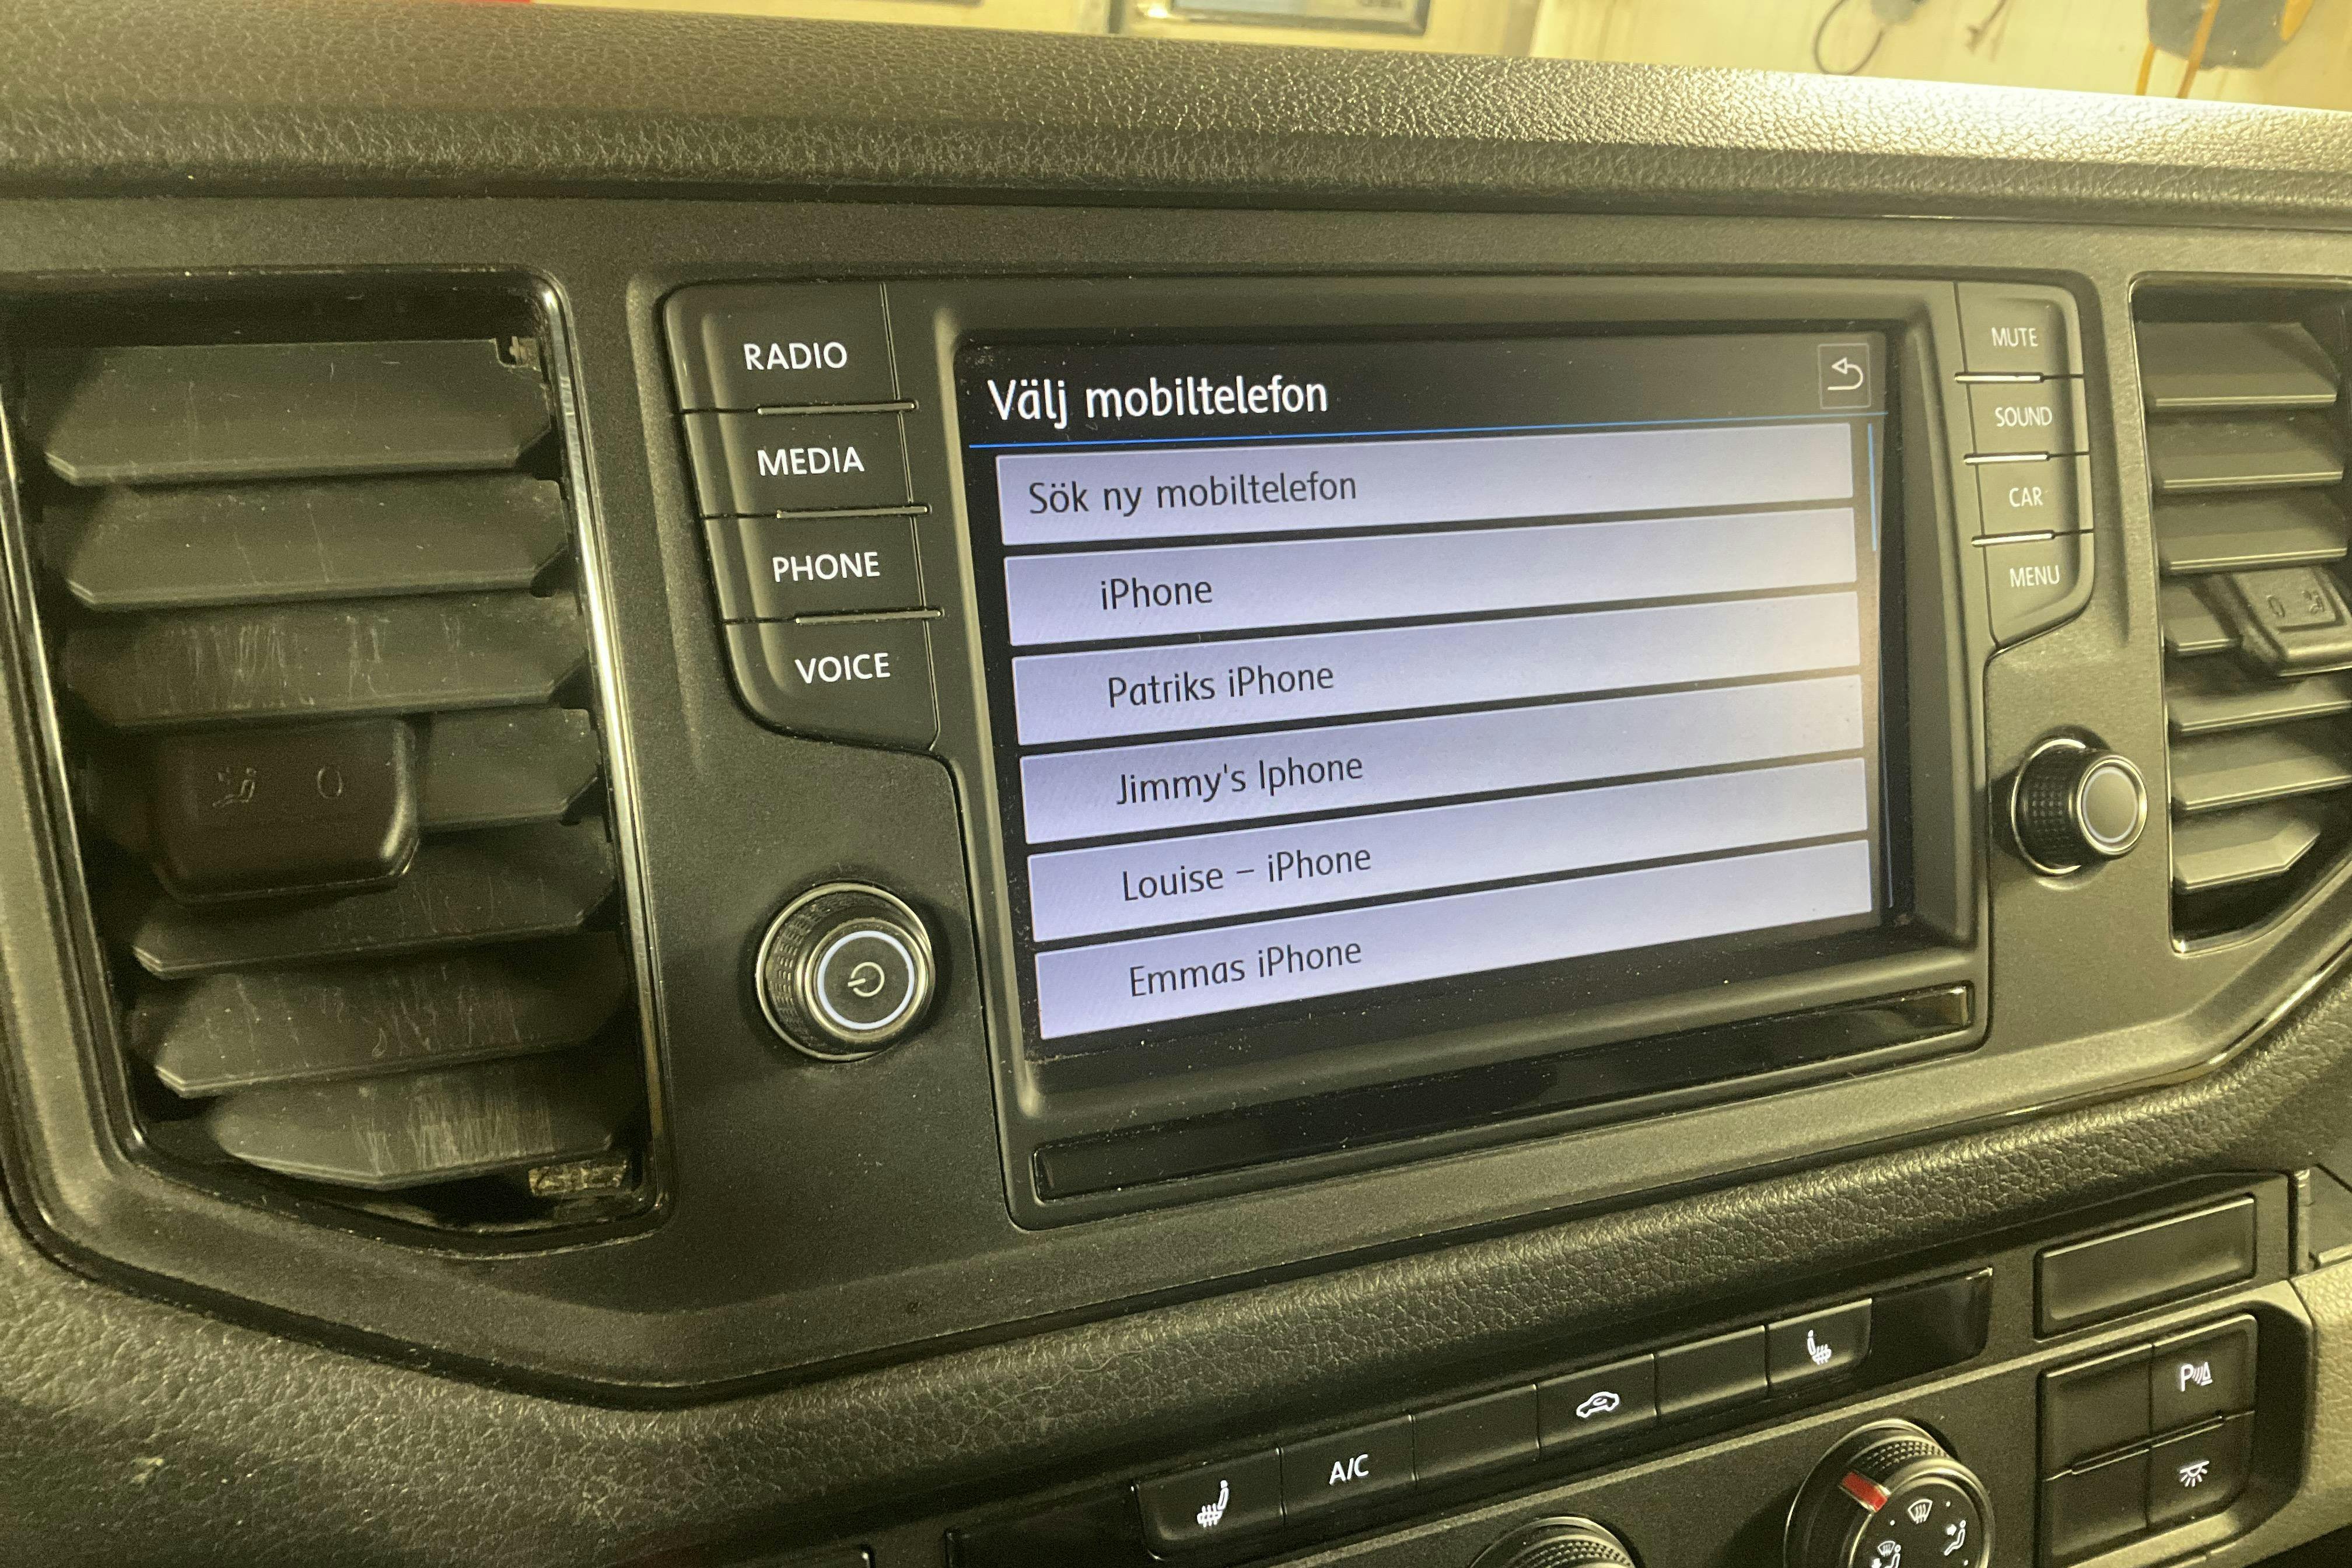 RADIO
MEDIA
PHONE
VOICE
Välj mobiltelefon
Sök ny mobiltelefon
iPhone
Patriks iPhone
Jimmy's Iphone
Louise – iPhone
Emmas iPhone
MUTE
SOUND
CAR
MENU
A/C
P